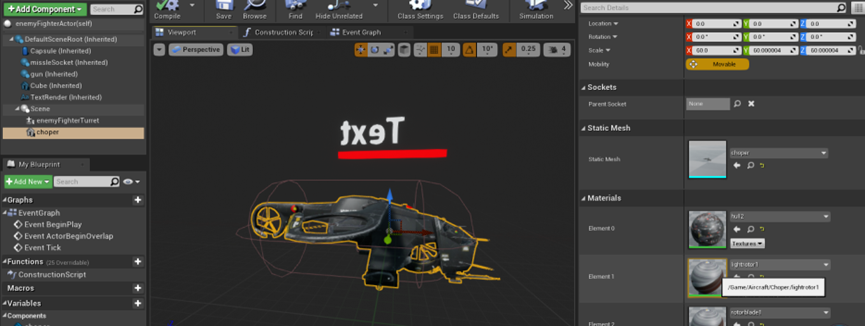 Add Component
Search
Compile
Save
Browse
Find
Hide Unrelated
Class Settings
Class Defaults
Simulation
Search Details
enemyFighterActor(self)
DefaultSceneRoot (Inherited)
Capsule (Inherited)
missleSocket (Inherited)
gun (Inherited)
Cube (Inherited)
TextRender (Inherited)
Scene
enemyFighterTurret
choper
My Blueprint
Add New
Search
Graphs
EventGraph
Event BeginPlay
Event ActorBeginOverlap
Event Tick
Functions (25 Overridable)
ConstructionScript
Macros
Variables
Components
Viewport
Construction Scrip
Event Graph
Perspective
Lit
10
10°
0.25
4
Text
Location
X 0.0
Y 0.0
Z 0.0
Rotation
X 0.0°
Y 0.0°
Z 0.0°
Scale
X 60.0
Y 60.000004
Z 60.000004
Mobility
Movable
Sockets
Parent Socket
None
Static Mesh
Static Mesh
choper
Materials
Element 0
hull2
Textures
Element 1
lightrotor1
/Game/Aircraft/Choper/lightrotor1
Element 2
rotorblade1